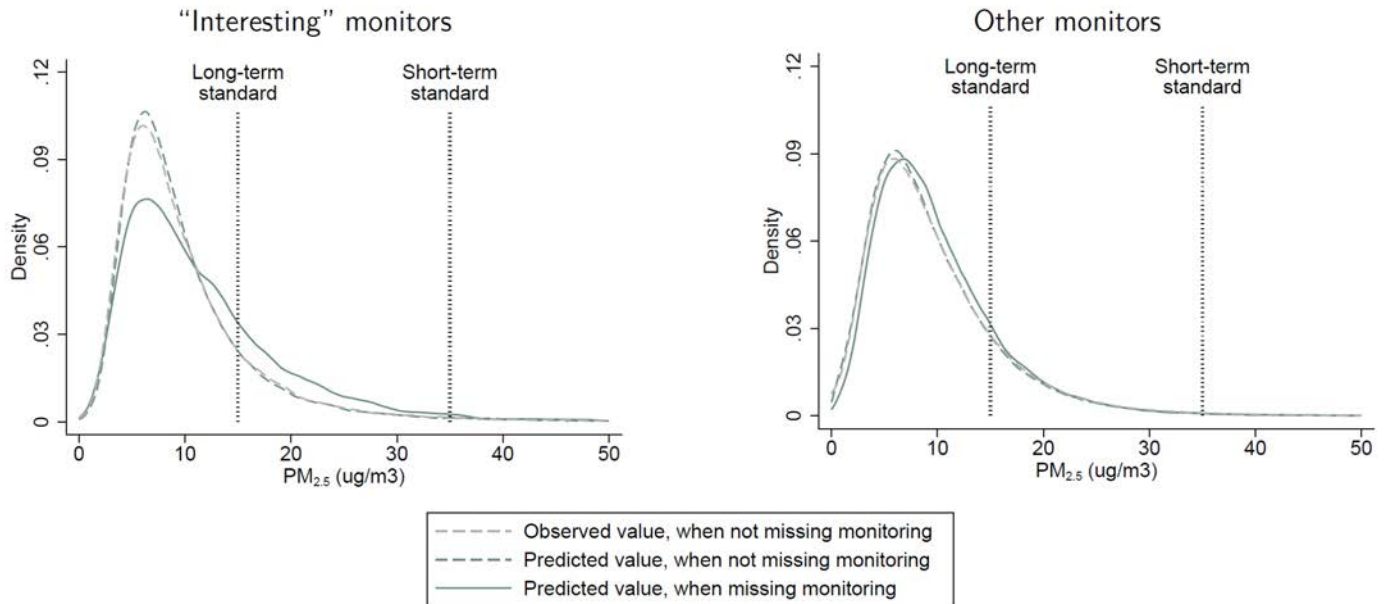 “Interesting” monitors
Long-term
standard
Short-term
standard
.12
.09
.06
.03
0
Density
0 10 20 30 40 50
PM2.5 (ug/m3)
Other monitors
Long-term
standard
Short-term
standard
.12
.09
.06
.03
0
Density
0 10 20 30 40 50
PM2.5 (ug/m3)
Observed value, when not missing monitoring
Predicted value, when not missing monitoring
Predicted value, when missing monitoring